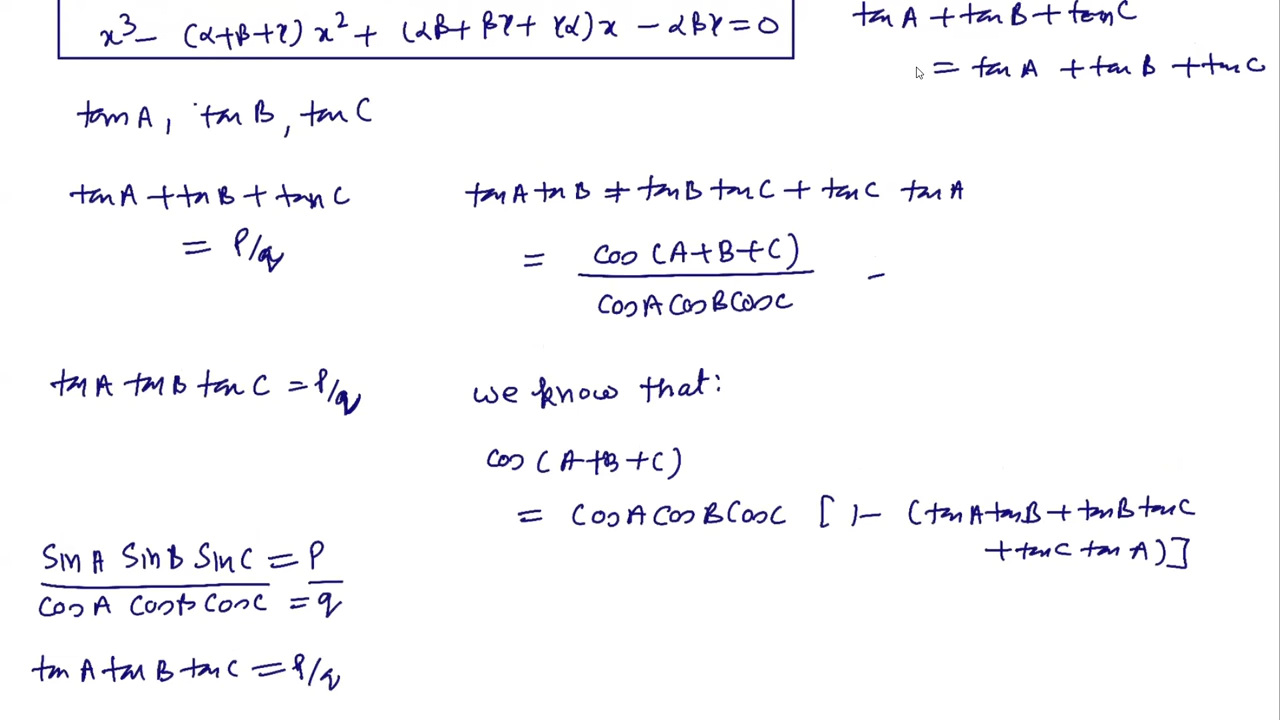 x³ – (α+β+γ) x² + (αβ + βγ + γα)x – αβγ = 0
tan A + tan B + tan C
= tan A + tan B + tan C
tan A, tan B, tan C
tan A + tan B + tan C
= P/q
tan A tan B + tan B tan C + tan C tan A
= cos (A+B+C) / cos A cos B cos C –
tan A tan B tan C = P/q
we know that:
cos (A+B+C)
= cos A cos B cos C [ 1 – (tan A tan B + tan B tan C
+ tan C tan A)]
Sin A Sin B Sin C = P
cos A cos B cos C = q
tan A tan B tan C = P/q